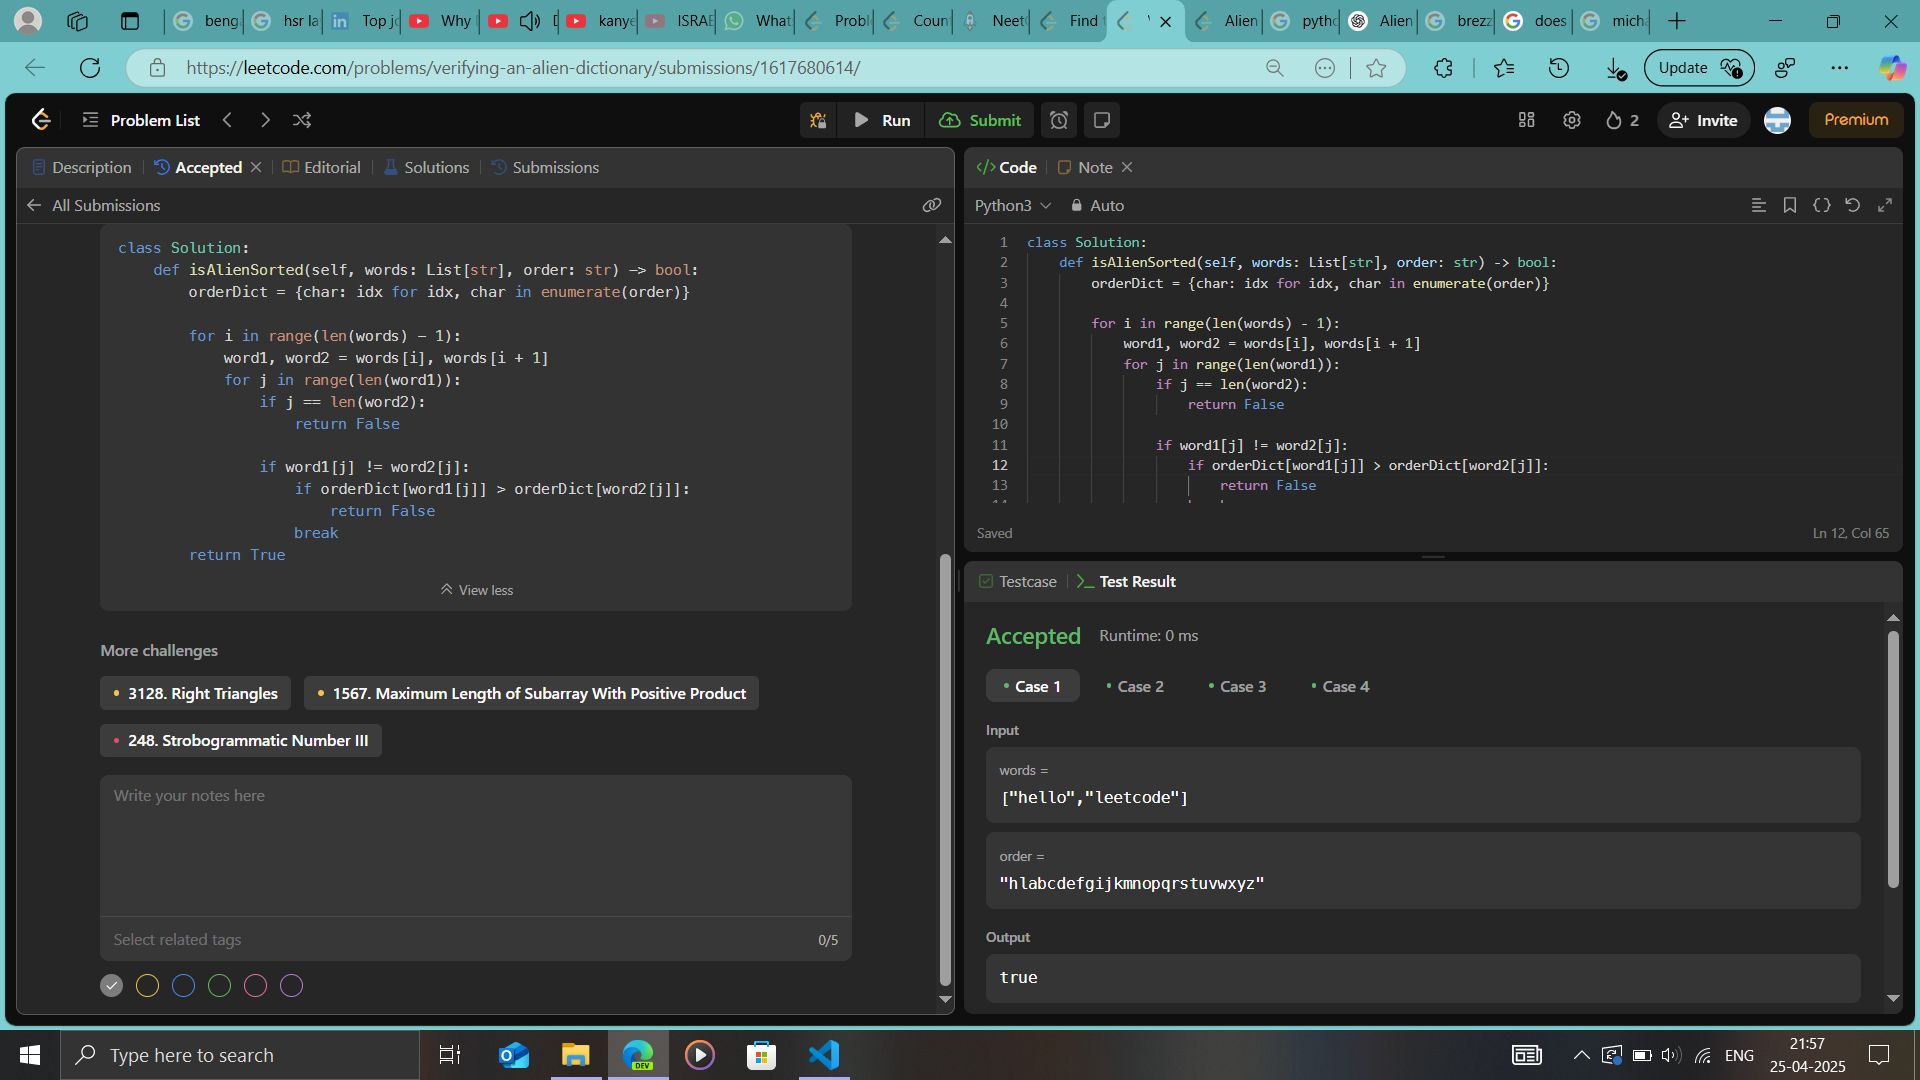 beng
hsr la
Top jo
Why I
D
kanye
ISRAE
What
Proble
Count
Neet
Find t
V
Alien
pytho
Alien
brezz
does
micha
https://leetcode.com/problems/verifying-an-alien-dictionary/submissions/1617680614/
Update
Problem List
Run
Submit
2
Invite
Premium
Description
Accepted
Editorial
Solutions
Submissions
All Submissions
class Solution:
def isAlienSorted(self, words: List[str], order: str) -> bool:
orderDict = {char: idx for idx, char in enumerate(order)}
for i in range(len(words) - 1):
word1, word2 = words[i], words[i + 1]
for j in range(len(word1)):
if j == len(word2):
return False
if word1[j] != word2[j]:
if orderDict[word1[j]] > orderDict[word2[j]]:
return False
break
return True
View less
More challenges
3128. Right Triangles
1567. Maximum Length of Subarray With Positive Product
248. Strobogrammatic Number III
Write your notes here
Select related tags
0/5
Code
Note
Python3
Auto
1 class Solution:
2 def isAlienSorted(self, words: List[str], order: str) -> bool:
3 orderDict = {char: idx for idx, char in enumerate(order)}
4
5 for i in range(len(words) - 1):
6 word1, word2 = words[i], words[i + 1]
7 for j in range(len(word1)):
8 if j == len(word2):
9 return False
10
11 if word1[j] != word2[j]:
12 if orderDict[word1[j]] > orderDict[word2[j]]:
13 return False
Saved
Ln 12, Col 65
Testcase
Test Result
Accepted
Runtime: 0 ms
Case 1
Case 2
Case 3
Case 4
Input
words =
["hello","leetcode"]
order =
"hlabcdefgijkmnopqrstuvwxyz"
Output
true
Type here to search
DEV
ENG
21:57
25-04-2025